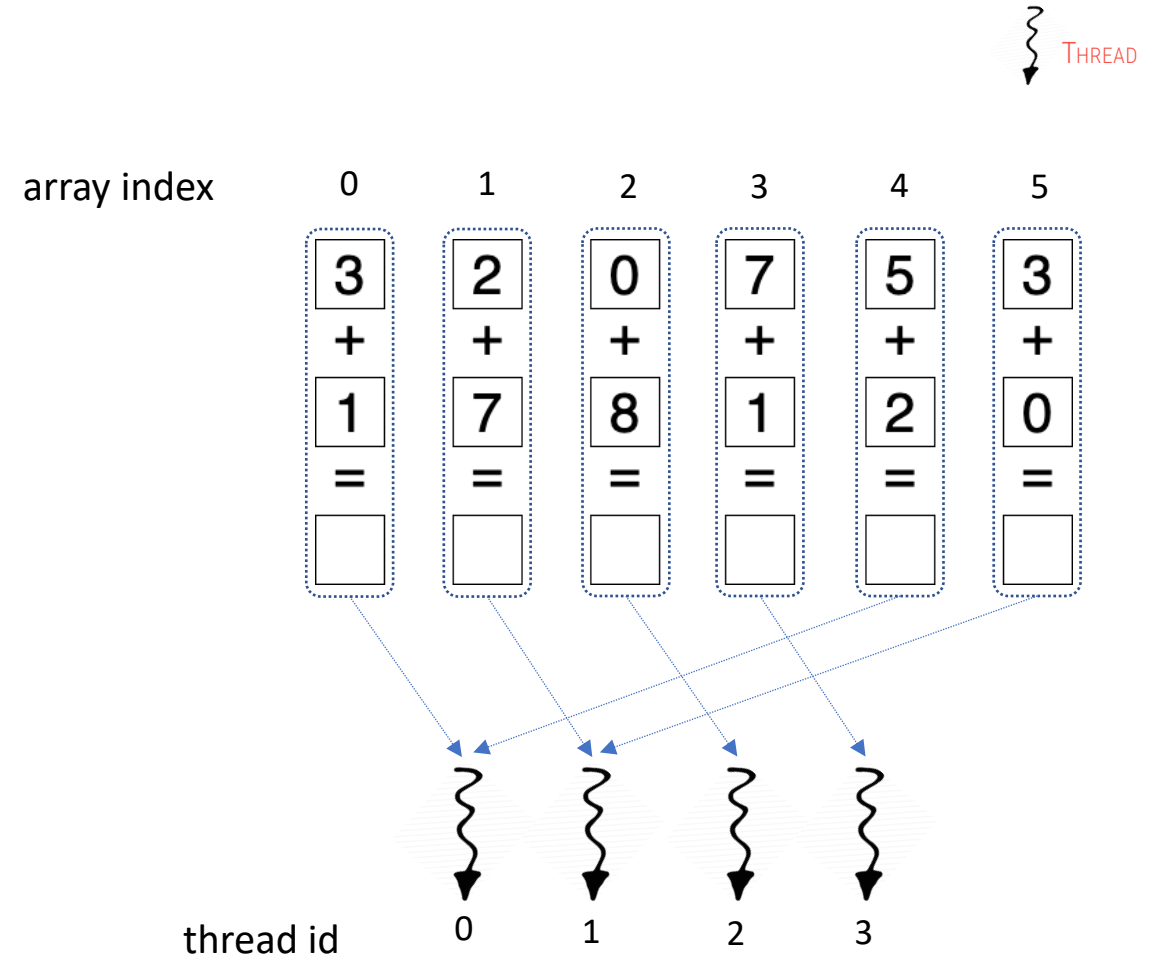 THREAD
array index 0 1 2 3 4 5
3 2 0 7 5 3
+ + + + + +
1 7 8 1 2 0
= = = = = =
0 1 2 3
thread id